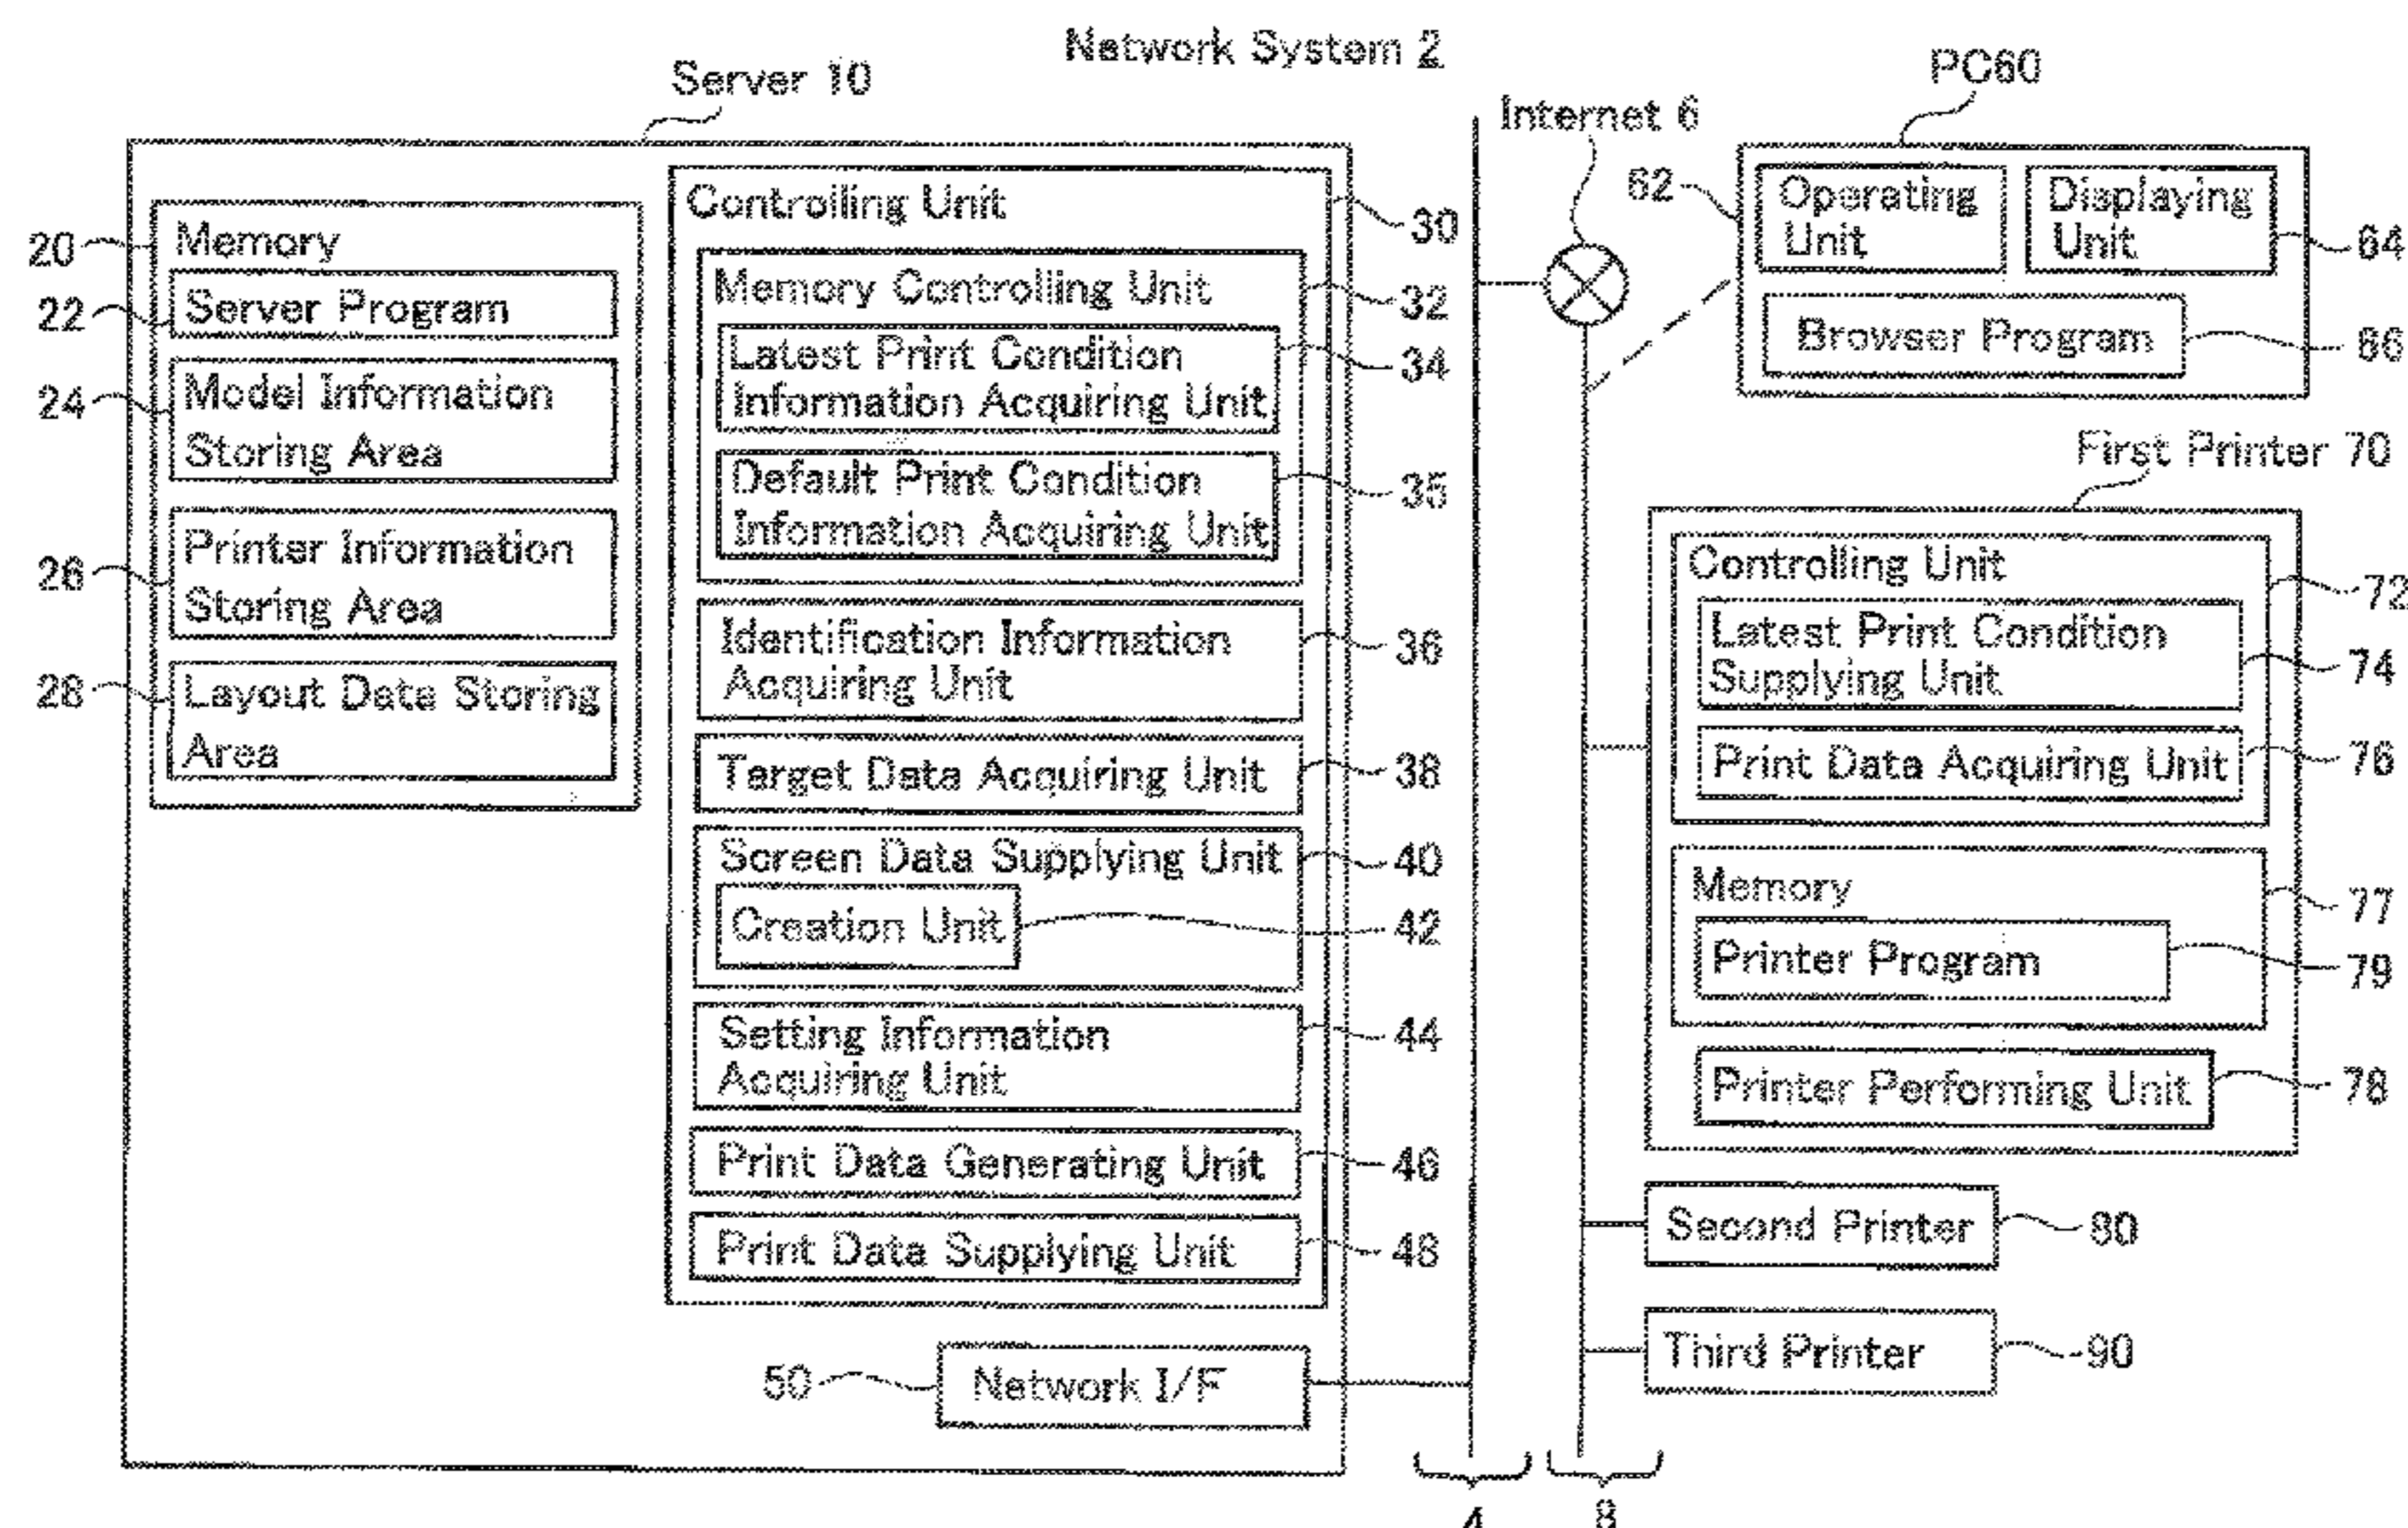 Network System 2
Server 10
20
Memory
22
Server Program
24
Model Information
Storing Area
26
Printer Information
Storing Area
28
Layout Data Storing
Area
Controlling Unit
30
Memory Controlling Unit
32
Latest Print Condition
Information Acquiring Unit
34
Default Print Condition
Information Acquiring Unit
35
Identification Information
Acquiring Unit
36
Target Data Acquiring Unit
38
Screen Data Supplying Unit
40
Creation Unit
42
Setting Information
Acquiring Unit
44
Print Data Generating Unit
46
Print Data Supplying Unit
48
50
Network I/F
4
8
Internet 6
PC60
62
Operating
Unit
Displaying
Unit
64
Browser Program
66
First Printer 70
Controlling Unit
72
Latest Print Condition
Supplying Unit
74
Print Data Acquiring Unit
76
Memory
77
Printer Program
79
Printer Performing Unit
78
Second Printer
80
Third Printer
90